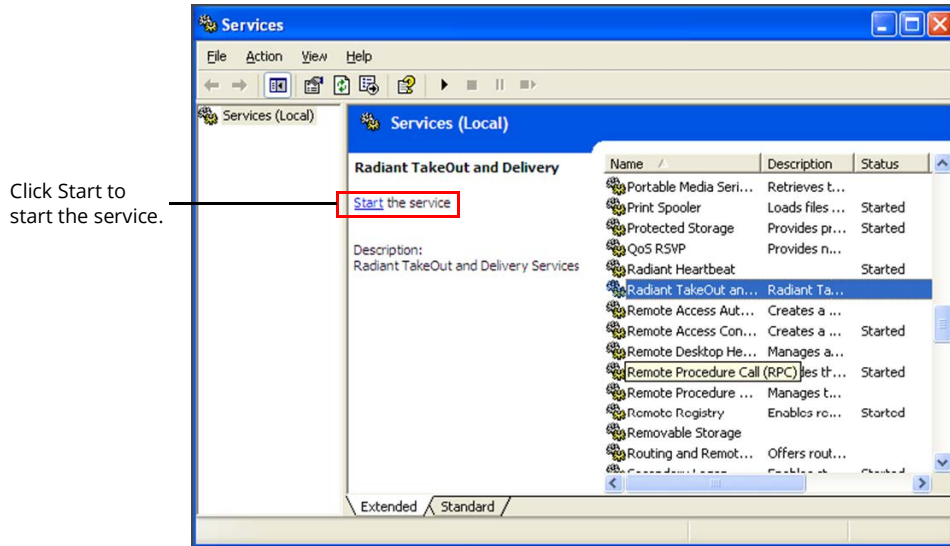 Services
File Action View Help
Services (Local)
Services (Local)
Click Start to
start the service.
Radiant TakeOut and Delivery
Start the service
Description:
Radiant TakeOut and Delivery Services
Name Description Status
Portable Media Seri... Retrieves t...
Print Spooler Loads files ... Started
Protected Storage Provides pr... Started
QoS RSVP Provides n...
Radiant Heartbeat Started
Radiant TakeOut an... Radiant Ta...
Remote Access Aut... Creates a ...
Remote Access Con... Creates a ... Started
Remote Desktop He... Manages a...
Remote Procedure Call (RPC) des th... Started
Remote Procedure ... Manages t...
Remote Registry Enables re... Started
Removable Storage
Routing and Remot... Offers rout...
Extended Standard